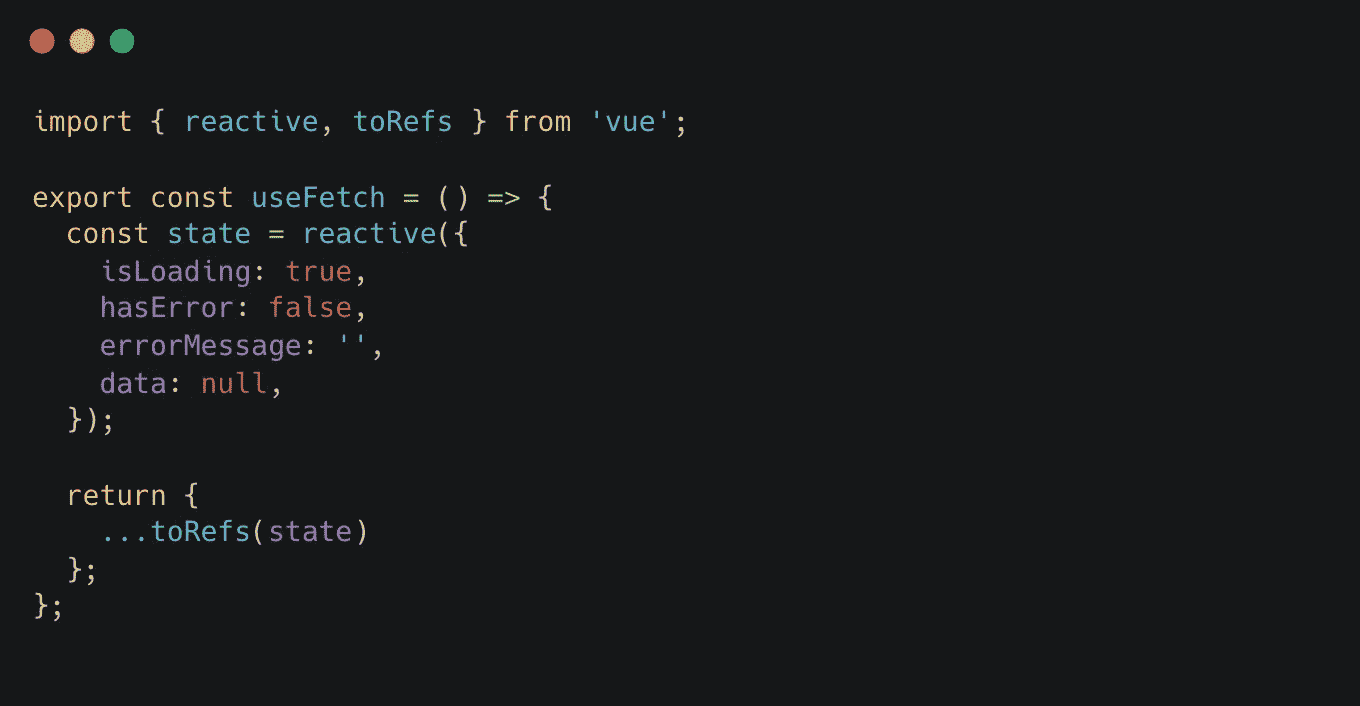 import { reactive, toRefs } from 'vue';
export const useFetch = () => {
  const state = reactive({
    isLoading: true,
    hasError: false,
    errorMessage: '',
    data: null,
  });
  return {
    ...toRefs(state)
  };
};